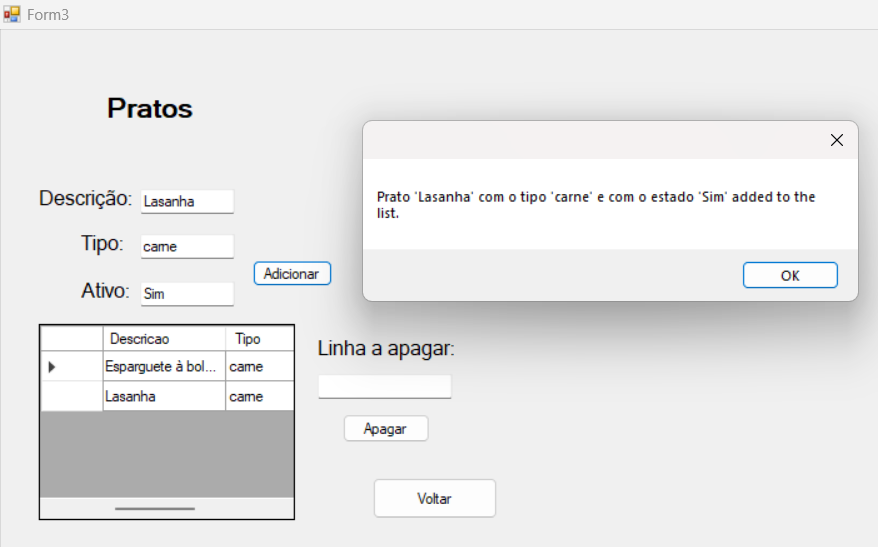 Form3
Pratos
Prato 'Lasanha' com o tipo 'carne' e com o estado 'Sim' added to the
list.
OK
Descrição: Lasanha
Tipo: carne
Adicionar
Ativo: Sim
Descricao Tipo
Esparguete à bol... carne
Lasanha carne
Linha a apagar:
Apagar
Voltar